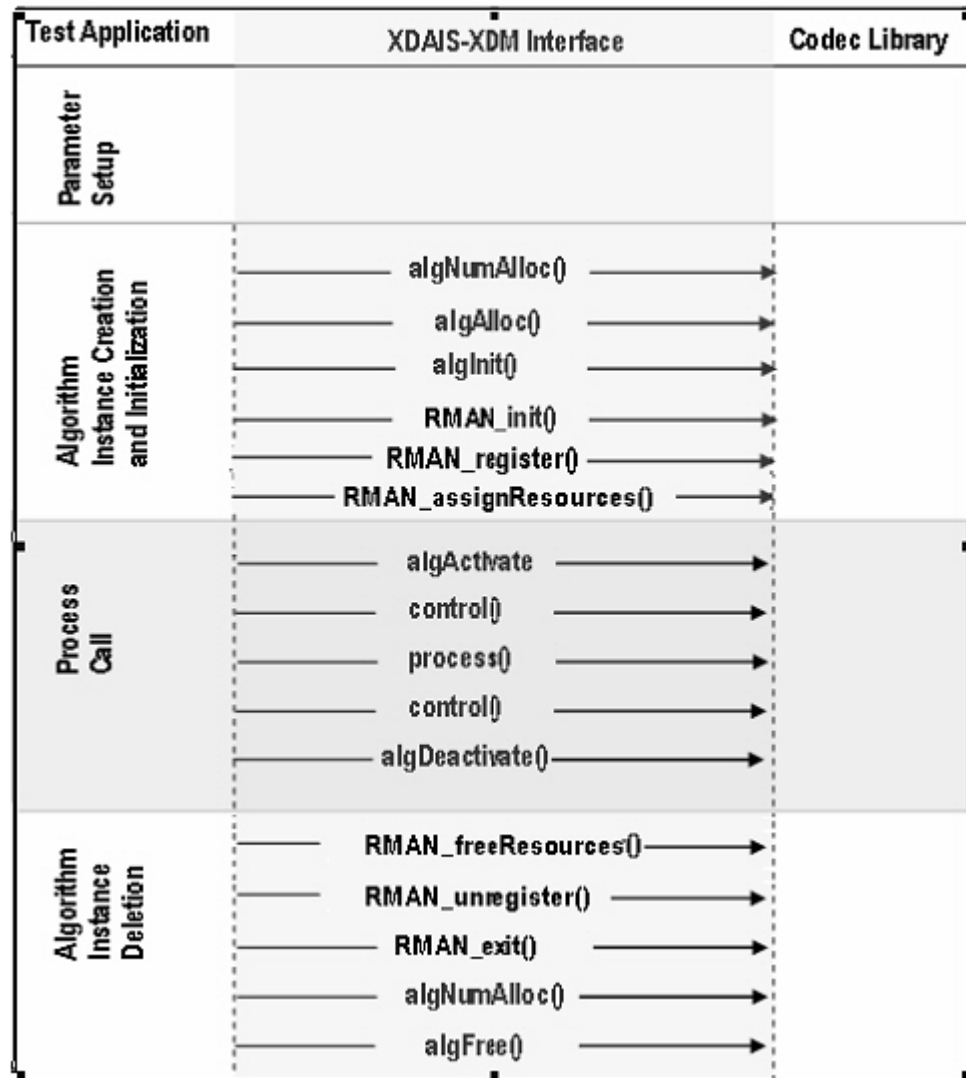 Test Application
XDAIS-XDM Interface
Codec Library
Parameter
Setup
Algorithm
Instance Creation
and Initialization
algNumAlloc()
algAlloc()
algInit()
RMAN_init()
RMAN_register()
RMAN_assignResources()
Process
Call
algActivate
control()
process()
control()
algDeactivate()
Algorithm
Instance
Deletion
RMAN_freeResources()
RMAN_unregister()
RMAN_exit()
algNumAlloc()
algFree()